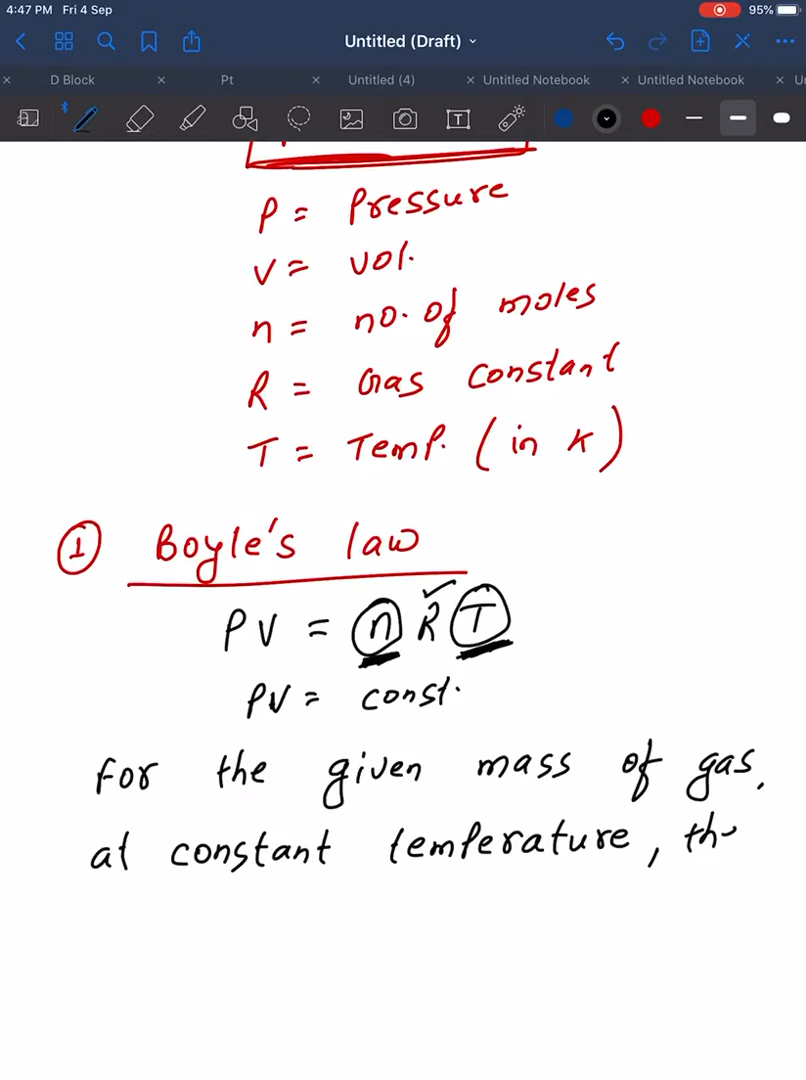 4:47 PM Fri 4 Sep 95%
Untitled (Draft)
D Block Pt Untitled (4) Untitled Notebook Untitled Notebook
P = Pressure
V = vol.
n = no. of moles
R = Gas constant
T = Temp. (in K)
① Boyle's law
PV = n R T
PV = const.
For the given mass of gas,
at constant temperature, the